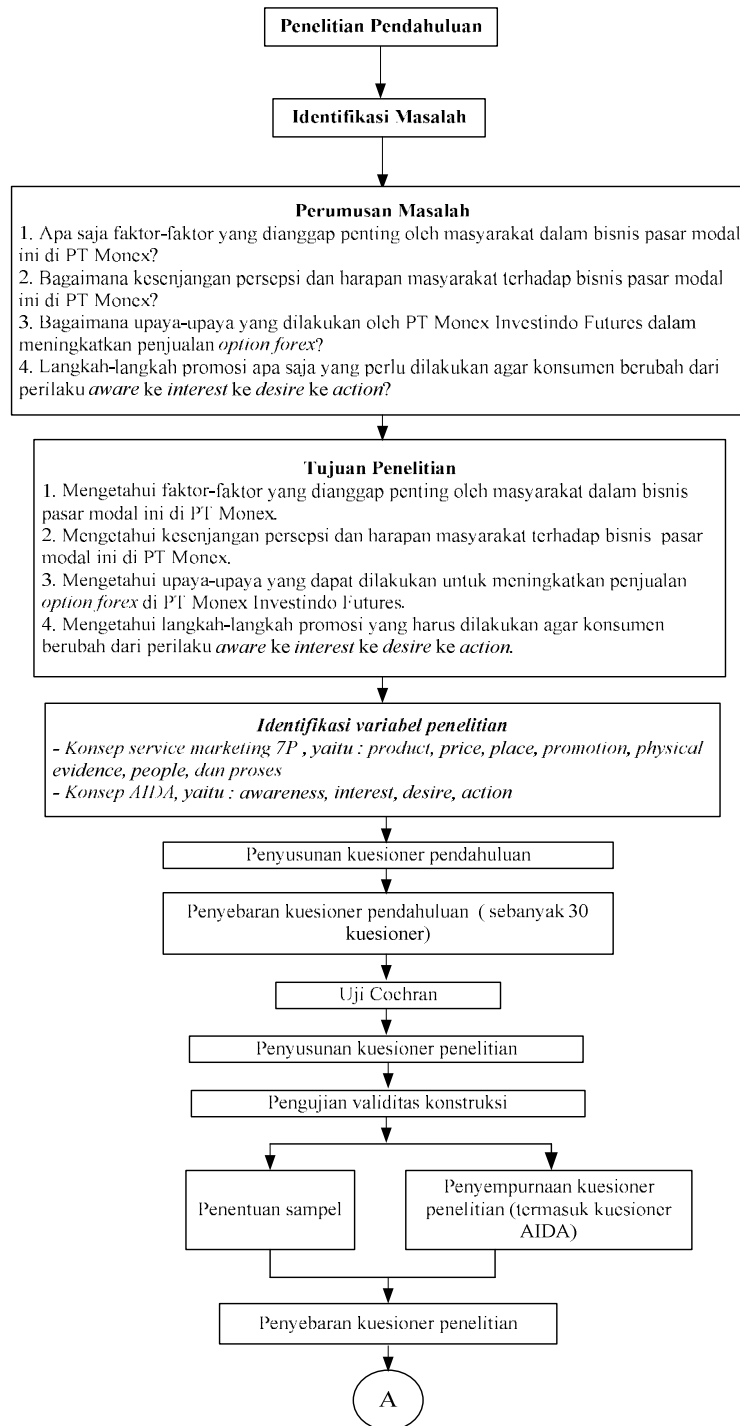 Penelitian Pendahuluan
Identifikasi Masalah
Perumusan Masalah
1. Apa saja faktor-faktor yang dianggap penting oleh masyarakat dalam bisnis pasar modal
ini di PT Monex?
2. Bagaimana kesenjangan persepsi dan harapan masyarakat terhadap bisnis pasar modal
ini di PT Monex?
3. Bagaimana upaya-upaya yang dilakukan oleh PT Monex Investindo Futures dalam
meningkatkan penjualan option forex?
4. Langkah-langkah promosi apa saja yang perlu dilakukan agar konsumen berubah dari
perilaku aware ke interest ke desire ke action?
Tujuan Penelitian
1. Mengetahui faktor-faktor yang dianggap penting oleh masyarakat dalam bisnis
pasar modal ini di PT Monex.
2. Mengetahui kesenjangan persepsi dan harapan masyarakat terhadap bisnis pasar
modal ini di PT Monex.
3. Mengetahui upaya-upaya yang dapat dilakukan untuk meningkatkan penjualan
option forex di PT Monex Investindo Futures.
4. Mengetahui langkah-langkah promosi yang harus dilakukan agar konsumen
berubah dari perilaku aware ke interest ke desire ke action.
Identifikasi variabel penelitian
- Konsep service marketing 7P , yaitu : product, price, place, promotion, physical
evidence, people, dan proses
- Konsep AIDA, yaitu : awareness, interest, desire, action
Penyusunan kuesioner pendahuluan
Penyebaran kuesioner pendahuluan ( sebanyak 30
kuesioner)
Uji Cochran
Penyusunan kuesioner penelitian
Pengujian validitas konstruksi
Penentuan sampel
Penyempurnaan kuesioner
penelitian (termasuk kuesioner
AIDA)
Penyebaran kuesioner penelitian
A